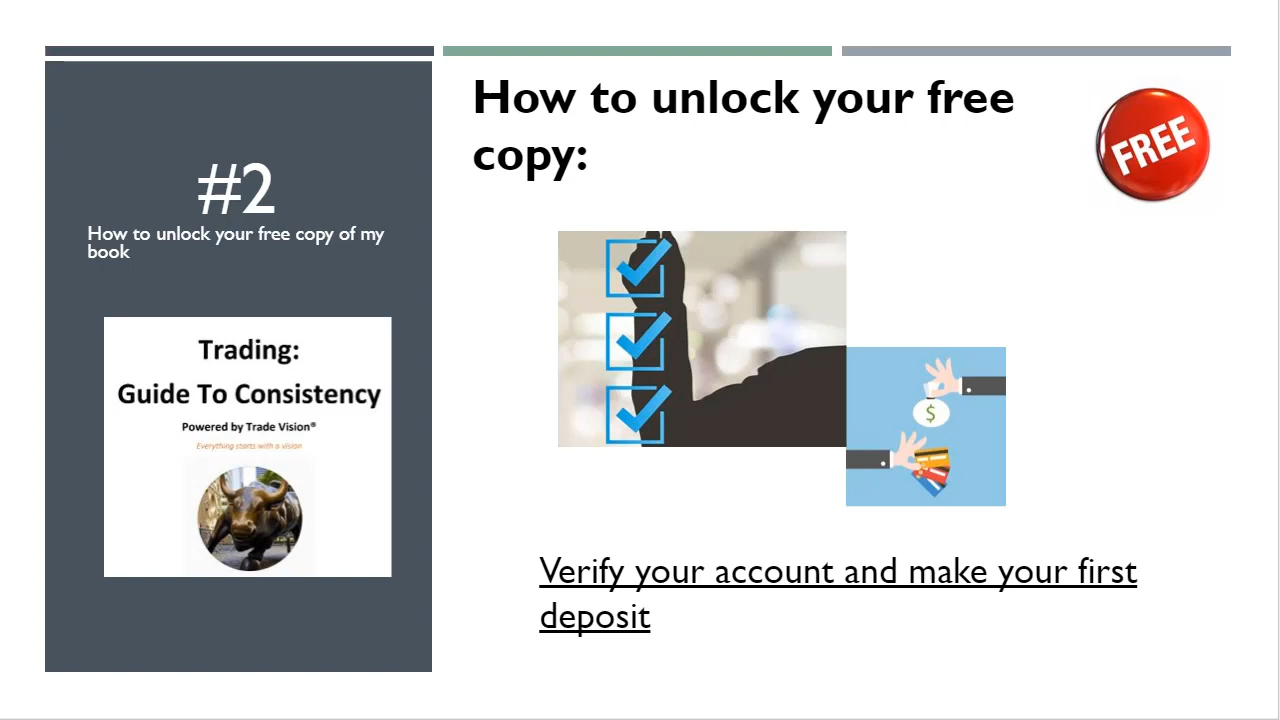 #2
How to unlock your free copy of my
book
Trading:
Guide To Consistency
Powered by Trade Vision®
Everything starts with a vision
How to unlock your free
copy:
FREE
$
Verify your account and make your first
deposit